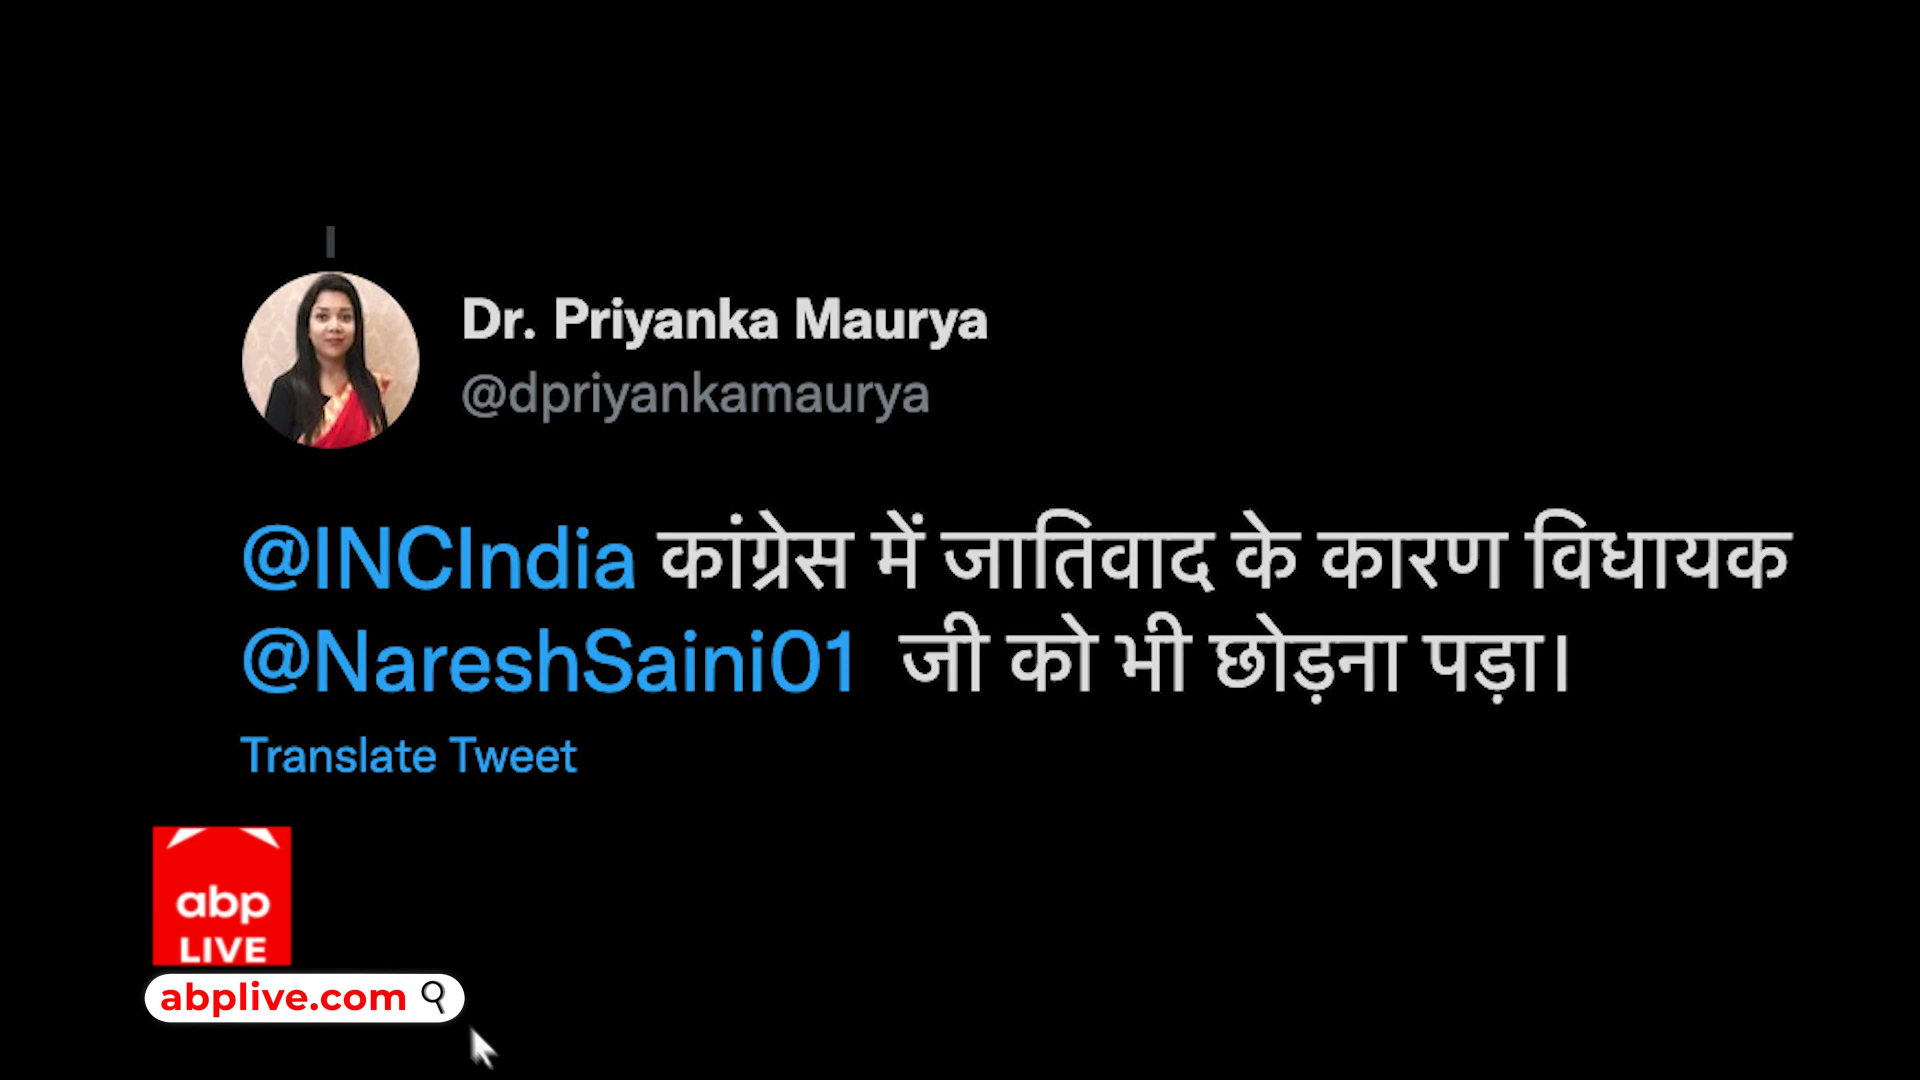 Dr. Priyanka Maurya
@dpriyankamaurya
@INCIndia कांग्रेस में जातिवाद के कारण विधायक
@NareshSaini01 जी को भी छोड़ना पड़ा।
Translate Tweet
abp
LIVE
abplive.com